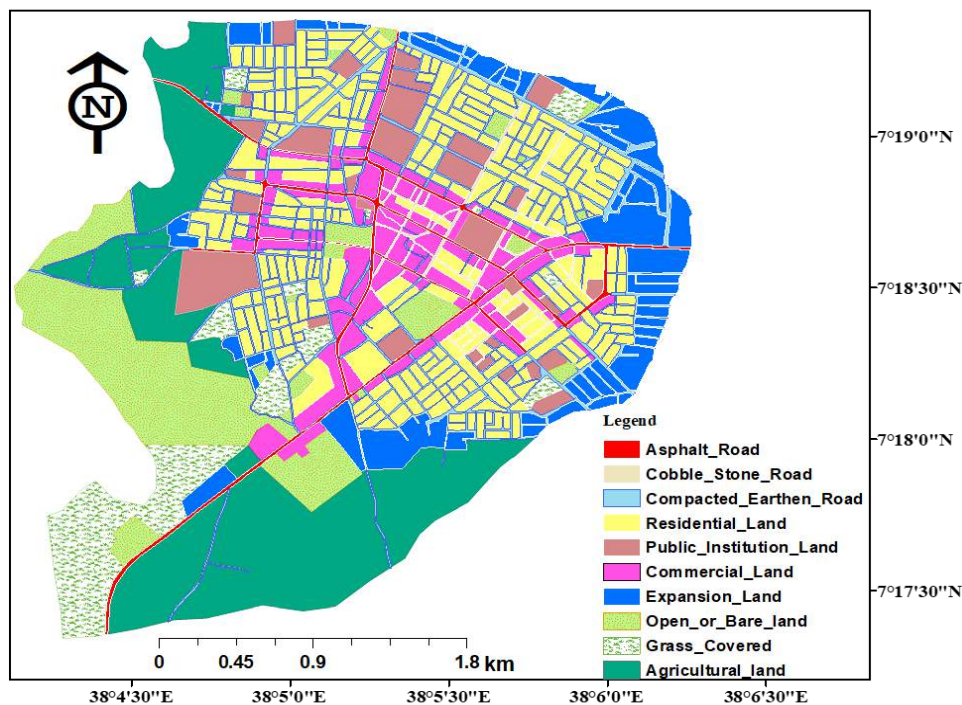 N
7°19'0"N
7°18'30"N
Legend
7°18'0"N
Asphalt_Road
Cobble_Stone_Road
Compacted_Earthen_Road
Residential_Land
Public_Institution_Land
Commercial_Land
7°17'30"N
Expansion_Land
Open_or_Bare_land
Grass_Covered
Agricultural_land
0 0.45 0.9 1.8 km
38°4'30"E 38°5'0"E 38°5'30"E 38°6'0"E 38°6'30"E